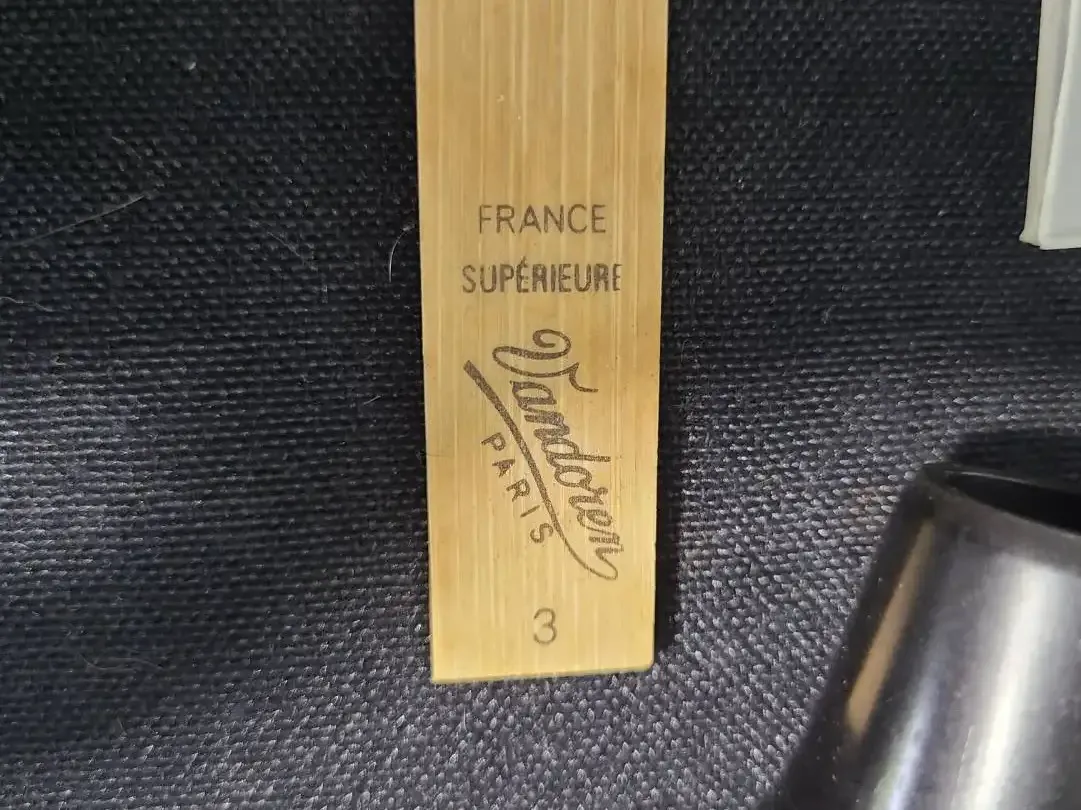 FRANCE
SUPÉRIEURE
Vandoren
PARIS
3